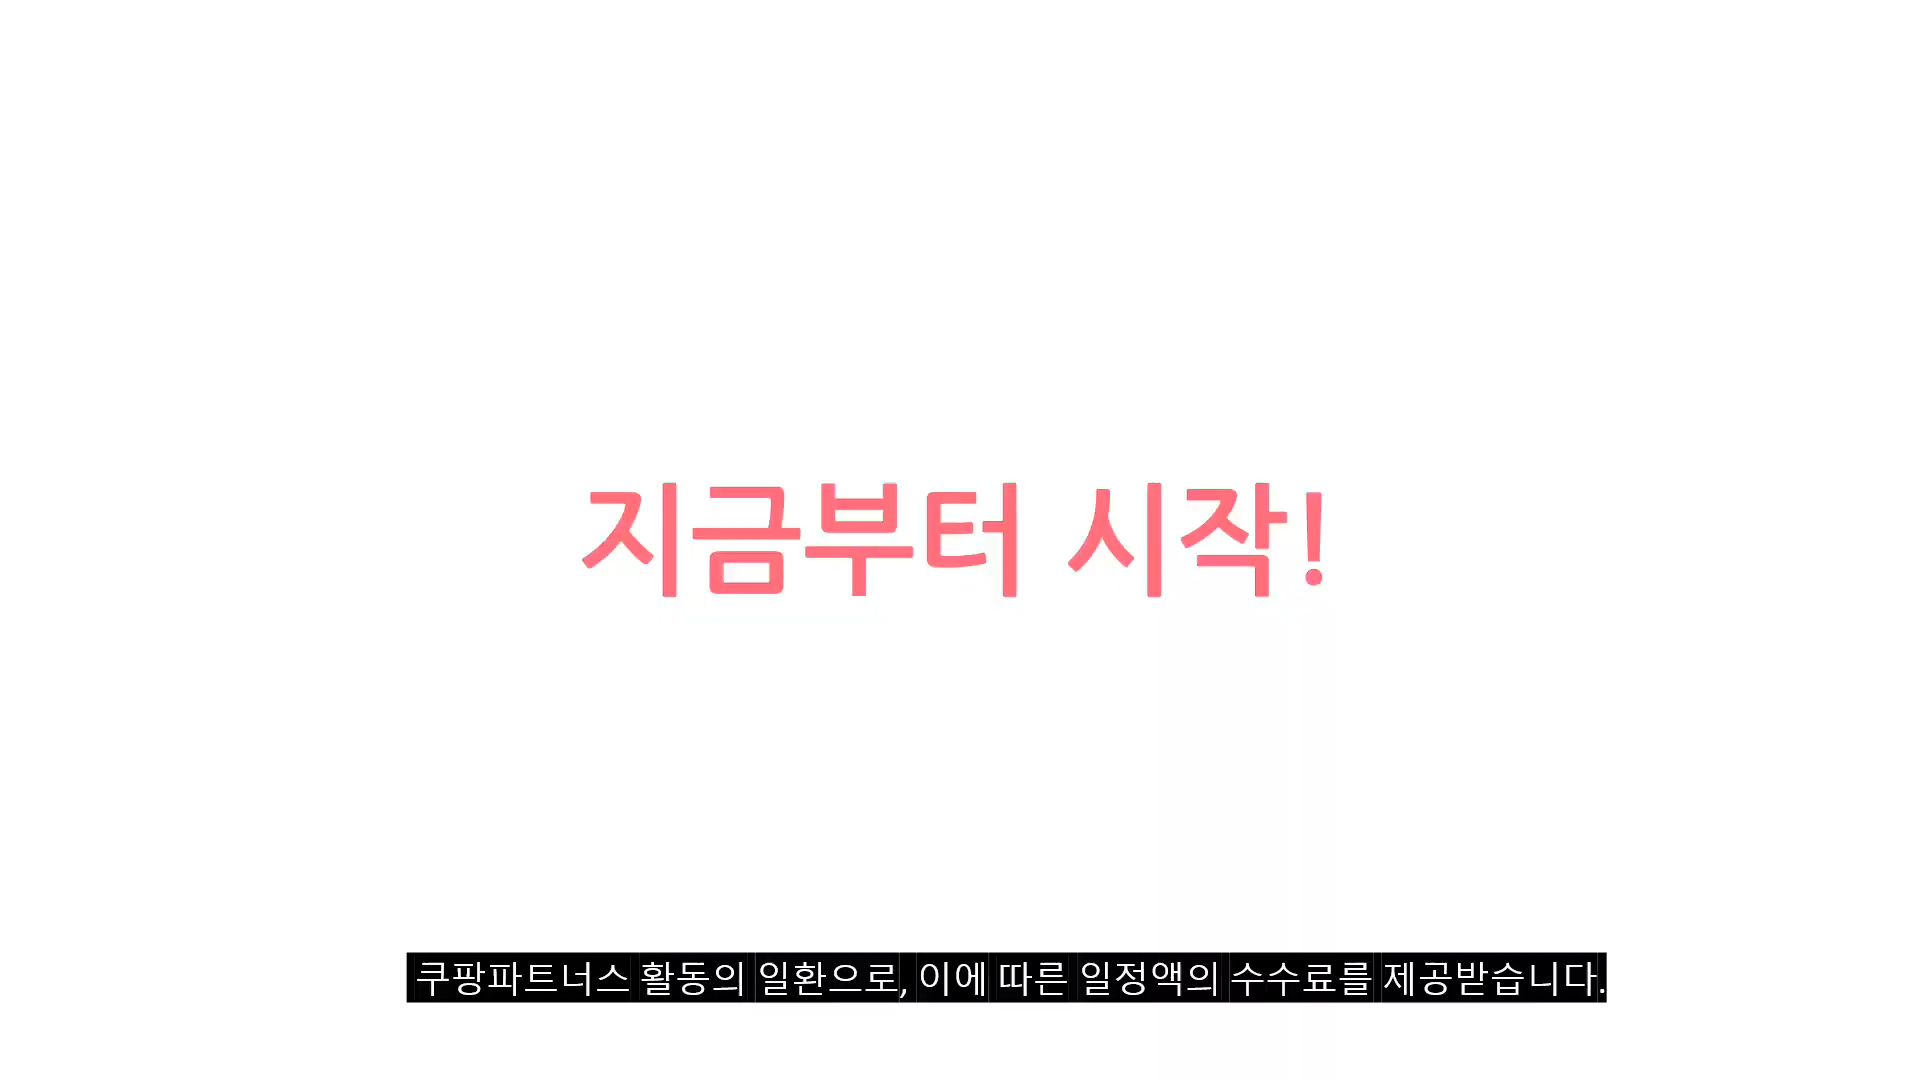 지금부터 시작!
쿠팡파트너스 활동의 일환으로, 이에 따른 일정액의 수수료를 제공받습니다.